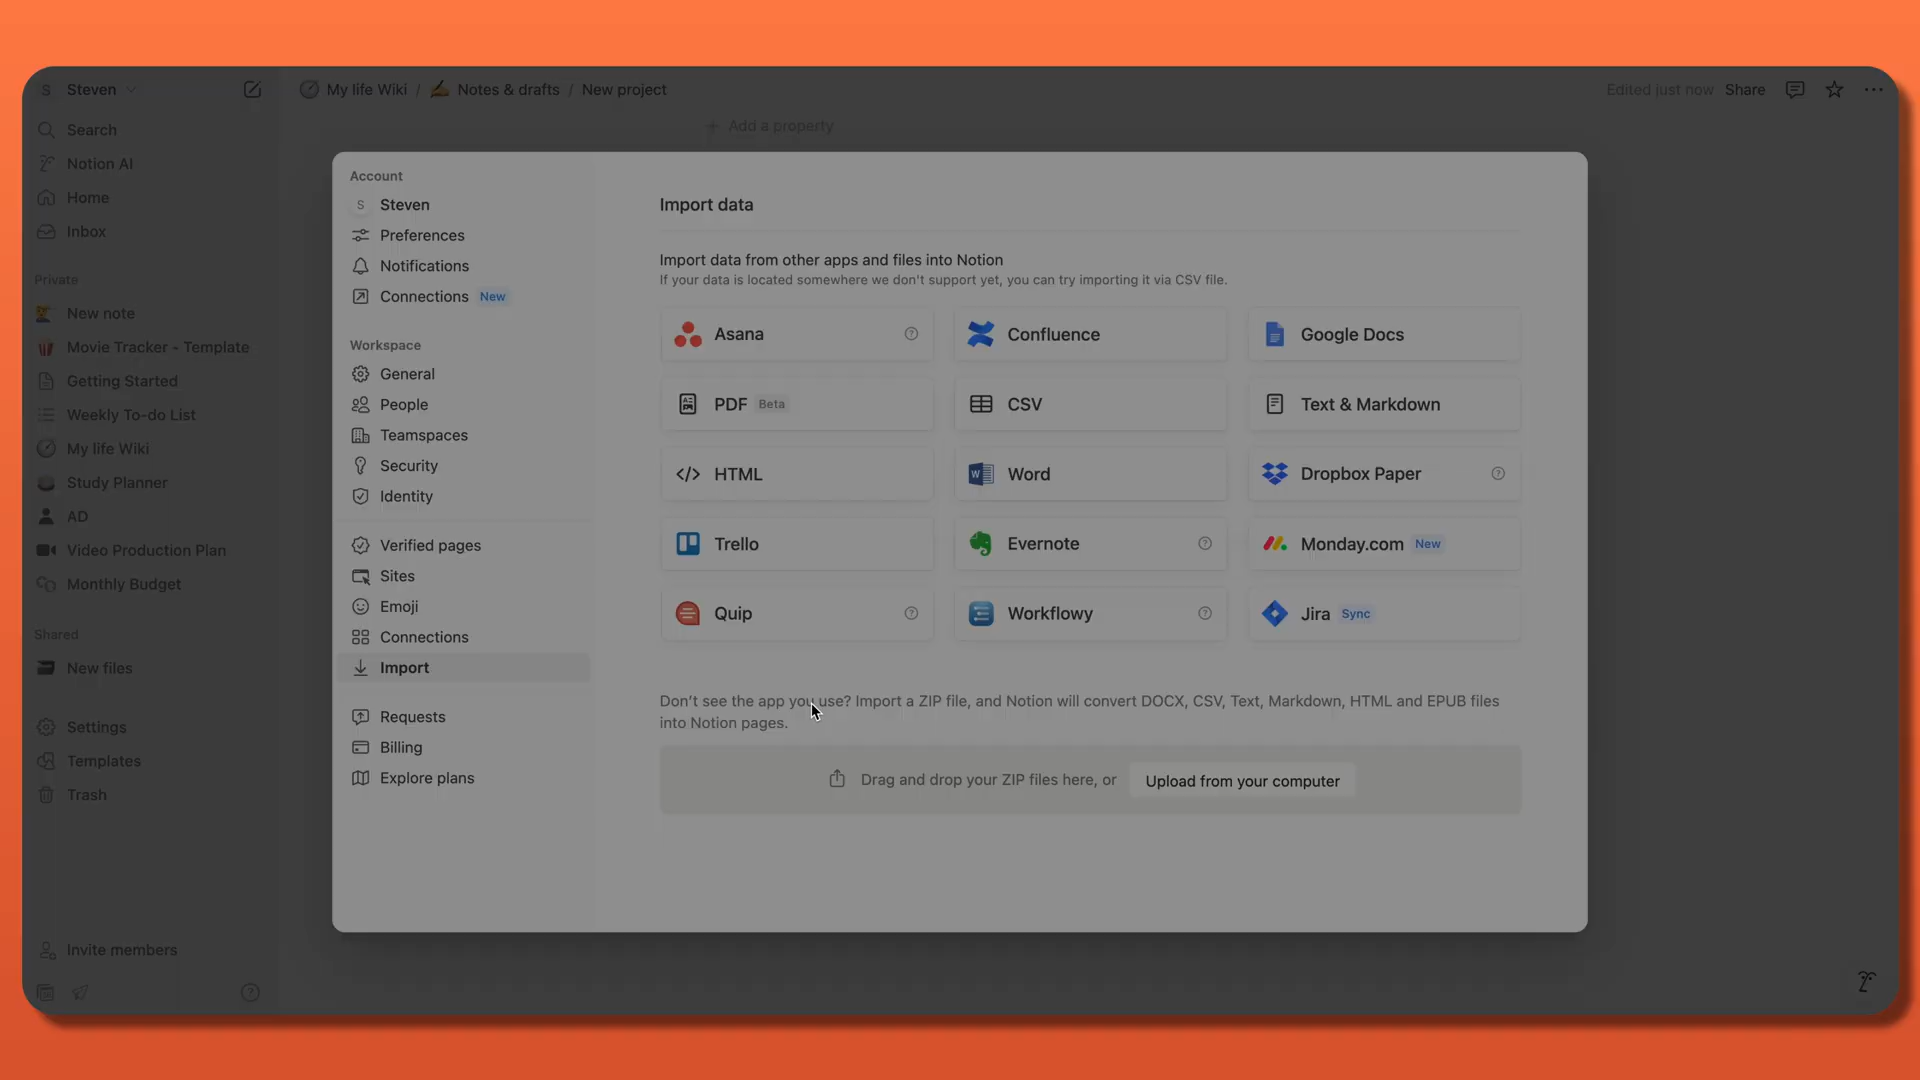 S Steven
My life Wiki / Notes & drafts / New project
Edited just now Share
Search
Notion AI
Home
Inbox
Private
New note
Movie Tracker - Template
Getting Started
Weekly To-do List
My life Wiki
Study Planner
AD
Video Production Plan
Monthly Budget
Shared
New files
Settings
Templates
Trash
Invite members
+ Add a property
Account
S Steven
Preferences
Notifications
Connections New
Workspace
General
People
Teamspaces
Security
Identity
Verified pages
Sites
Emoji
Connections
Import
Requests
Billing
Explore plans
Import data
Import data from other apps and files into Notion
If your data is located somewhere we don't support yet, you can try importing it via CSV file.
Asana
Confluence
Google Docs
PDF Beta
CSV
Text & Markdown
HTML
Word
Dropbox Paper
Trello
Evernote
Monday.com New
Quip
Workflowy
Jira Sync
Don't see the app you use? Import a ZIP file, and Notion will convert DOCX, CSV, Text, Markdown, HTML and EPUB files
into Notion pages.
Drag and drop your ZIP files here, or Upload from your computer